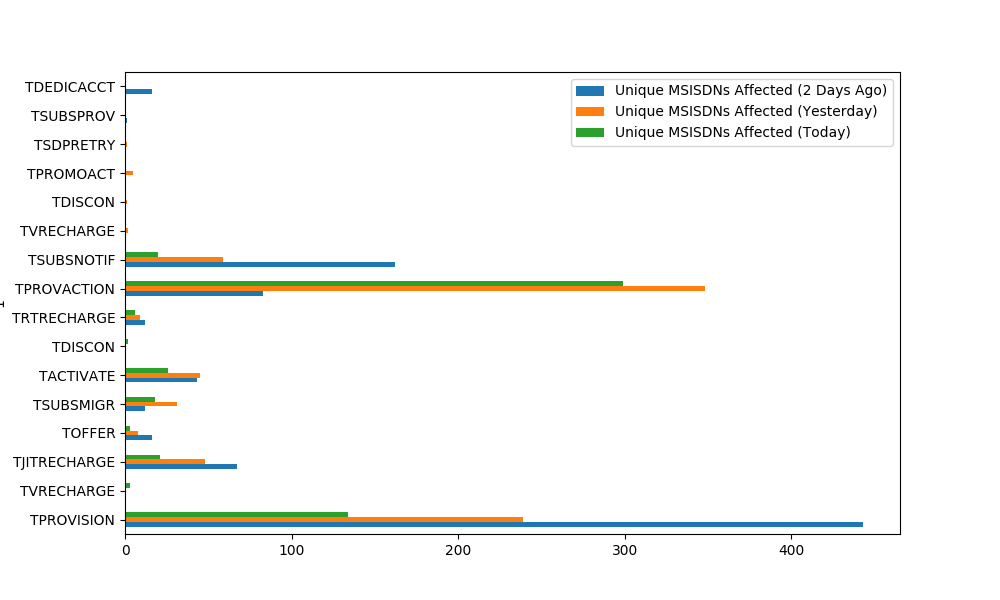 TDEDICACCT
TSUBSPROV
TSDPRETRY
TPROMOACT
TDISCON
TVRECHARGE
TSUBSNOTIF
TPROVACTION
TRTRECHARGE
TDISCON
TACTIVATE
TSUBSMIGR
TOFFER
TJITRECHARGE
TVRECHARGE
TPROVISION
Unique MSISDNs Affected (2 Days Ago)
Unique MSISDNs Affected (Yesterday)
Unique MSISDNs Affected (Today)
0 100 200 300 400